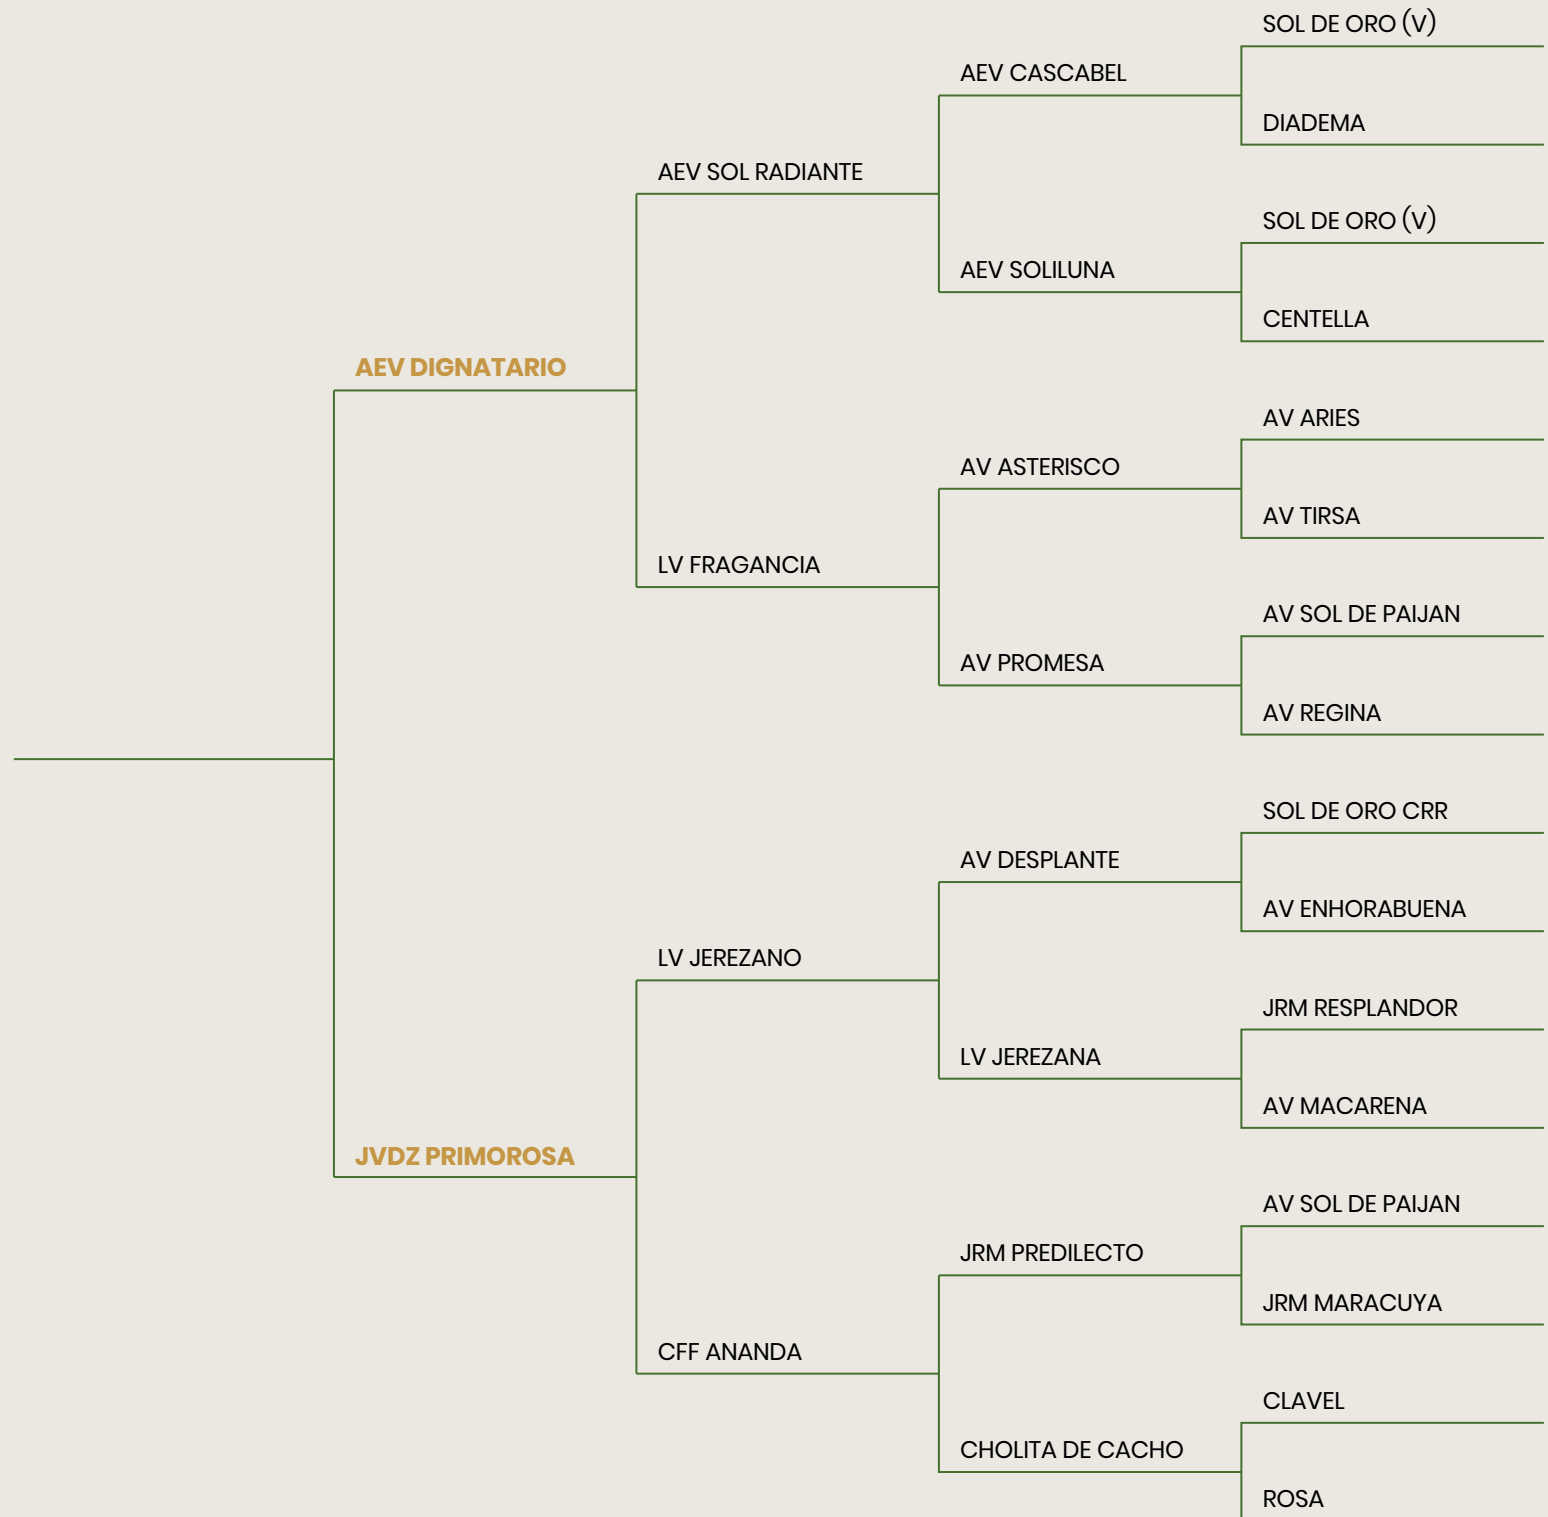 SOL DE ORO (V)
AEV CASCABEL
DIADEMA
AEV SOL RADIANTE
SOL DE ORO (V)
AEV SOLILUNA
CENTELLA
AEV DIGNATARIO
AV ARIES
AV ASTERISCO
AV TIRSA
LV FRAGANCIA
AV SOL DE PAIJAN
AV PROMESA
AV REGINA
SOL DE ORO CRR
AV DESPLANTE
AV ENHORABUENA
LV JEREZANO
JRM RESPLANDOR
LV JEREZANA
AV MACARENA
JVDZ PRIMOROSA
AV SOL DE PAIJAN
JRM PREDILECTO
JRM MARACUYA
CFF ANANDA
CLAVEL
CHOLITA DE CACHO
ROSA